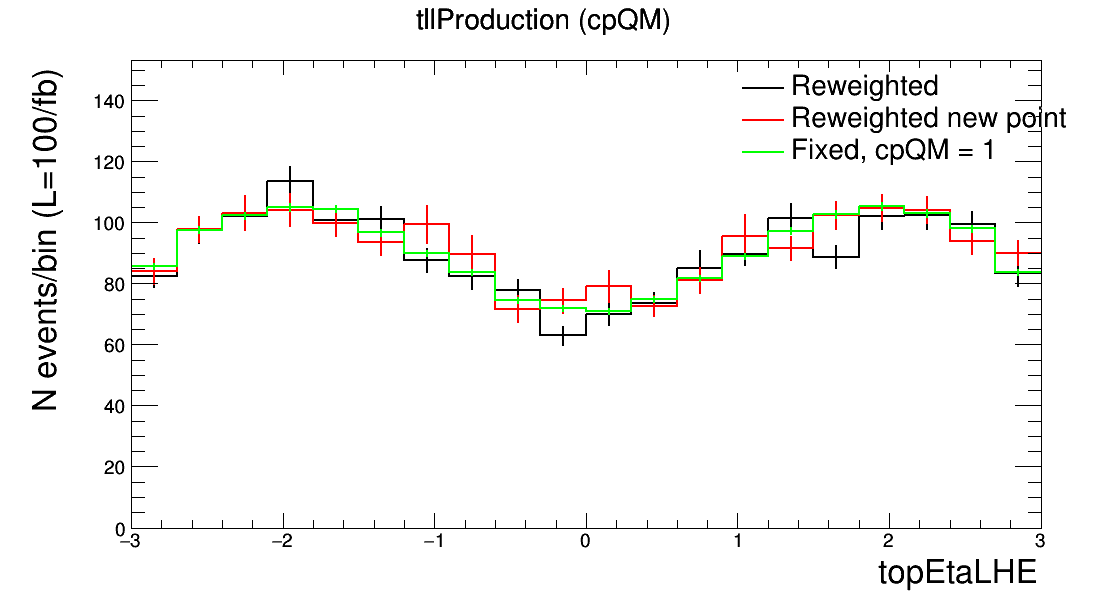 tllProduction (cpQM)
N events/bin (L=100/fb)
Reweighted
Reweighted new point
Fixed, cpQM = 1
140
120
100
80
60
40
20
0
−3 −2 −1 0 1 2 3
topEtaLHE